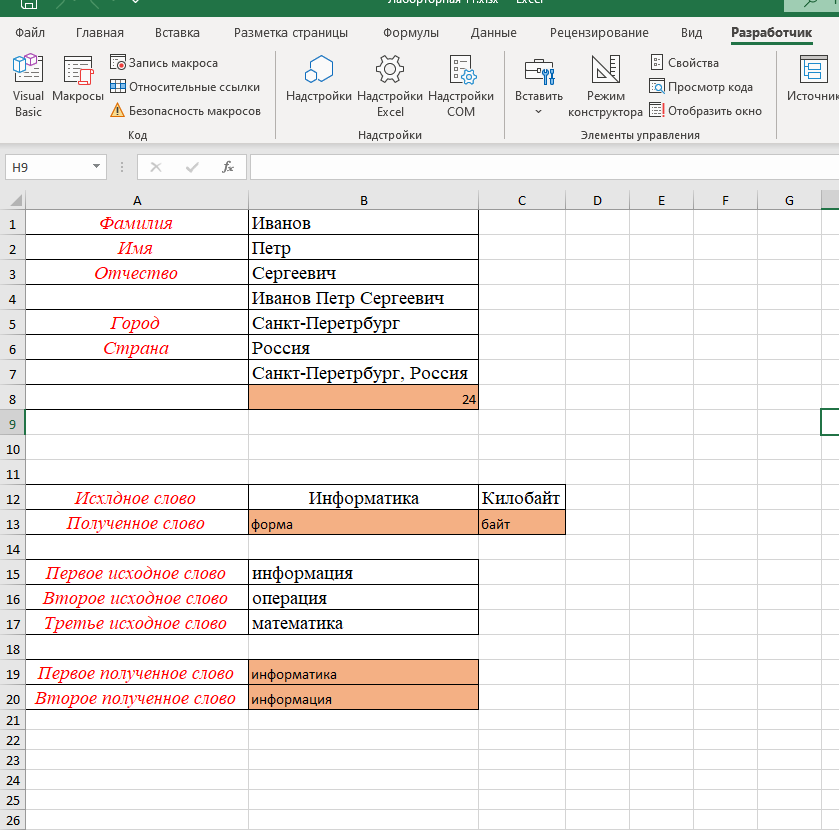 Лабораторная 11.xlsx - Excel
Файл Главная Вставка Разметка страницы Формулы Данные Рецензирование Вид Разработчик
Visual Basic
Макросы
Запись макроса
Относительные ссылки
Безопасность макросов
Надстройки
Надстройки Excel
Надстройки COM
Вставить
Режим конструктора
Свойства
Просмотр кода
Отобразить окно
Источник
Код Надстройки Элементы управления
H9 fx
A B C D E F G
1 Фамилия Иванов
2 Имя Петр
3 Отчество Сергеевич
4 Иванов Петр Сергеевич
5 Город Санкт-Перетрбург
6 Страна Россия
7 Санкт-Перетрбург, Россия
8 24
9
10
11
12 Исхлдное слово Информатика Килобайт
13 Полученное слово форма байт
14
15 Первое исходное слово информация
16 Второе исходное слово операция
17 Третье исходное слово математика
18
19 Первое полученное слово информатика
20 Второе полученное слово информация
21
22
23
24
25
26